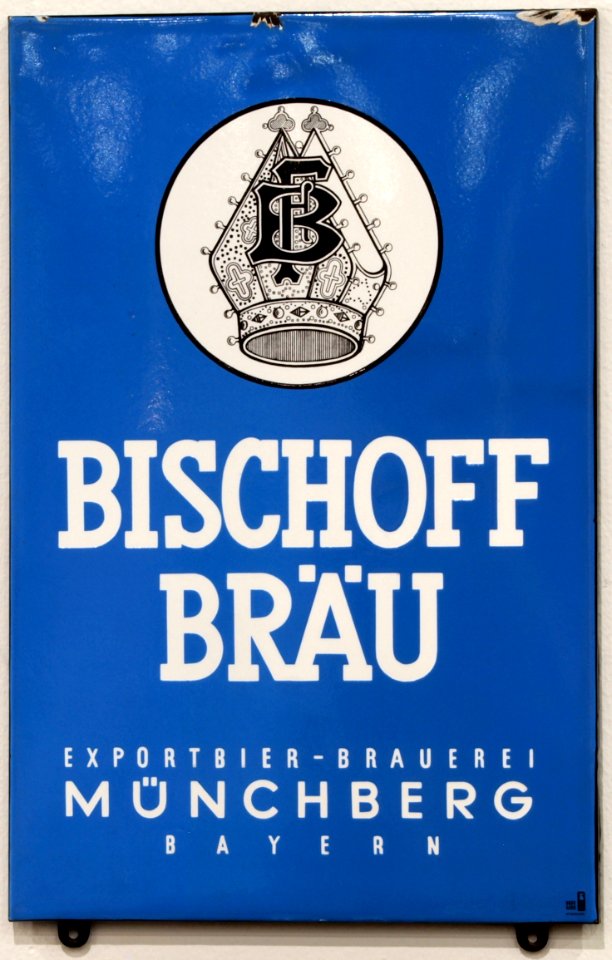 BISCHOFF
BRÄU
EXPORTBIER-BRAUEREI
MÜNCHBERG
BAYERN